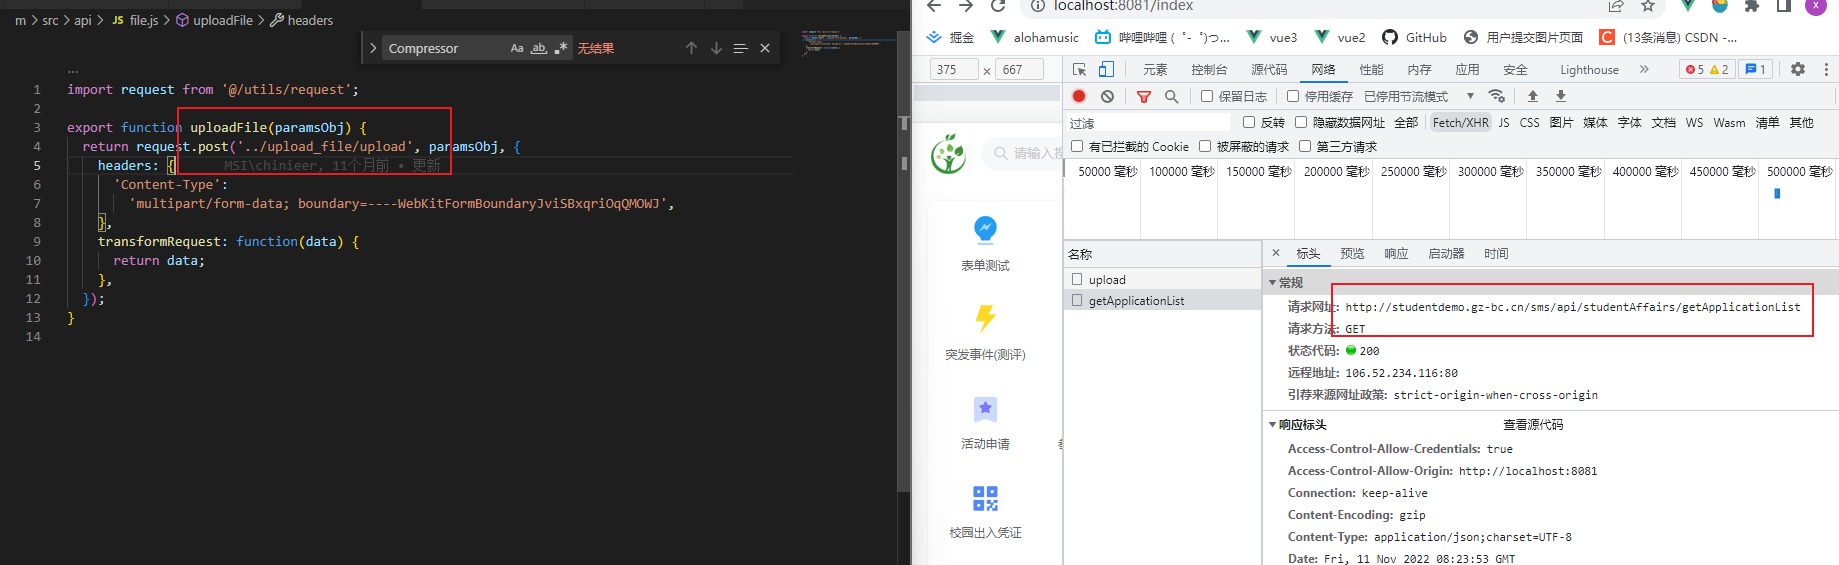 m > src > api > JS file.js > uploadFile > headers
Compressor
Aa
ab
无结果
...
1 import request from '@/utils/request';
2
3 export function uploadFile(paramsObj) {
4 return request.post('../upload_file/upload', paramsObj, {
5 headers: { MSI\chinieer, 11个月前 • 更新
6 'Content-Type':
7 'multipart/form-data; boundary=----WebKitFormBoundaryJviSBxqriOqQMOWJ',
8 },
9 transformRequest: function(data) {
10 return data;
11 },
12 });
13 }
14
localhost:8081/index
x
掘金
alohamusic
哔哩哔哩 (゜-゜)つ...
vue3
vue2
GitHub
用户提交图片页面
C (13条消息) CSDN -...
375 × 667
元素 控制台 源代码 网络 性能 内存 应用 安全 Lighthouse » 5 2 1
保留日志 停用缓存 已停用节流模式
过滤 反转 隐藏数据网址 全部 Fetch/XHR JS CSS 图片 媒体 字体 文档 WS Wasm 清单 其他
有已拦截的 Cookie 被屏蔽的请求 第三方请求
50000 毫秒 100000 毫秒 150000 毫秒 200000 毫秒 250000 毫秒 300000 毫秒 350000 毫秒 400000 毫秒 450000 毫秒 500000 毫秒
请输入
表单测试
突发事件(测评)
活动申请
校园出入凭证
名称
upload
getApplicationList
× 标头 预览 响应 启动器 时间
常规
请求网址: http://studentdemo.gz-bc.cn/sms/api/studentAffairs/getApplicationList
请求方法: GET
状态代码: 200
远程地址: 106.52.234.116:80
引荐来源网址政策: strict-origin-when-cross-origin
响应标头 查看源代码
Access-Control-Allow-Credentials: true
Access-Control-Allow-Origin: http://localhost:8081
Connection: keep-alive
Content-Encoding: gzip
Content-Type: application/json;charset=UTF-8
Date: Fri, 11 Nov 2022 08:23:53 GMT